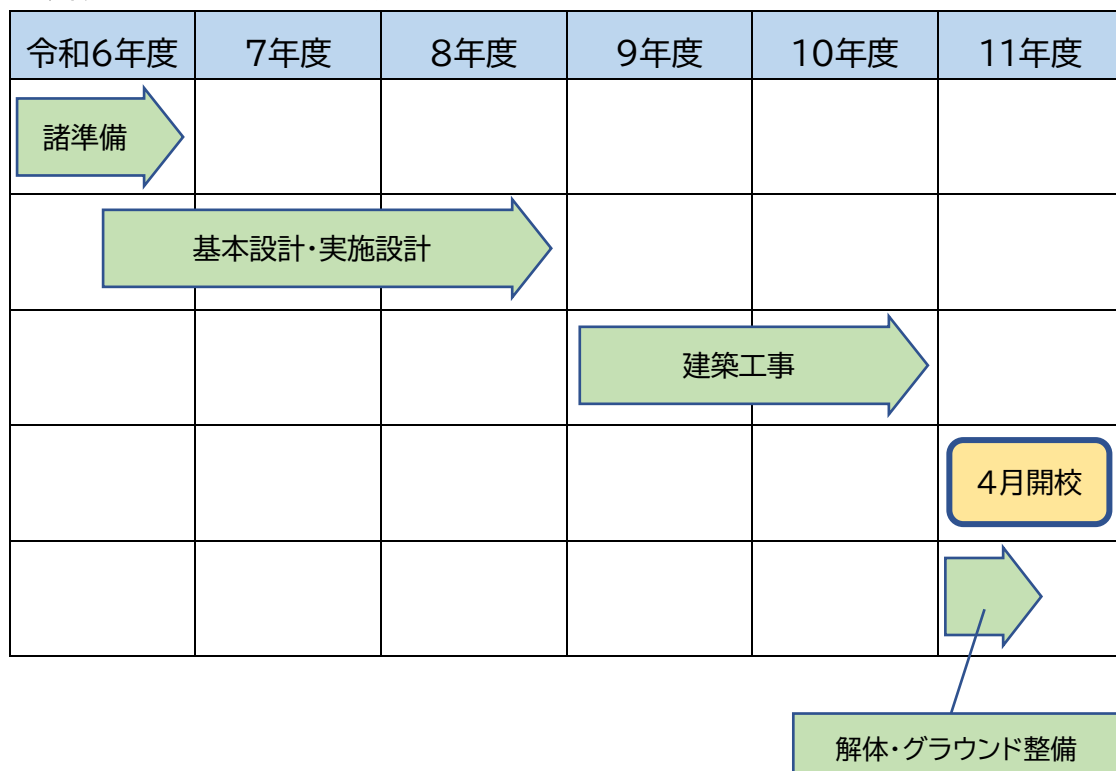 令和6年度 7年度 8年度 9年度 10年度 11年度
諸準備
基本設計・実施設計
建築工事
4月開校
解体・グラウンド整備